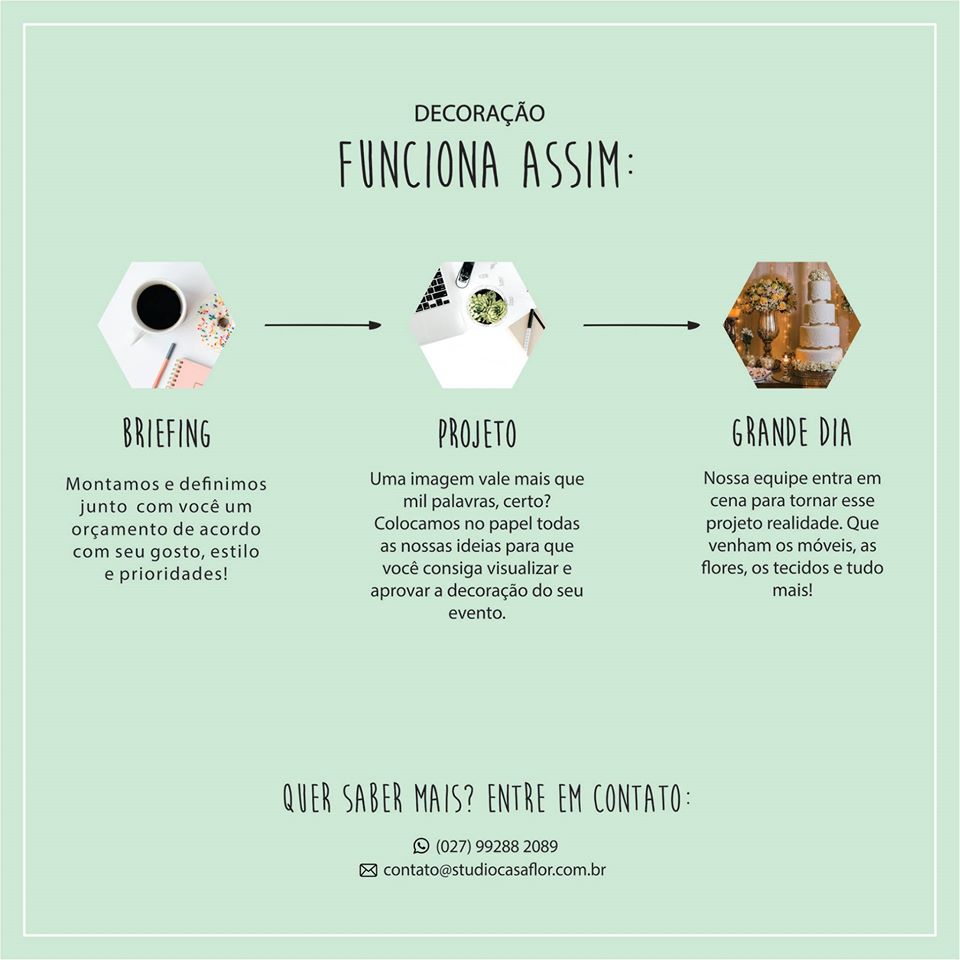 DECORAÇÃO
FUNCIONA ASSIM:
BRIEFING
Montamos e definimos
junto com você um
orçamento de acordo
com seu gosto, estilo
e prioridades!
PROJETO
Uma imagem vale mais que
mil palavras, certo?
Colocamos no papel todas
as nossas ideias para que
você consiga visualizar e
aprovar a decoração do seu
evento.
GRANDE DIA
Nossa equipe entra em
cena para tornar esse
projeto realidade. Que
venham os móveis, as
flores, os tecidos e tudo
mais!
QUER SABER MAIS? ENTRE EM CONTATO:
(027) 99288 2089
contato@studiocasaflor.com.br